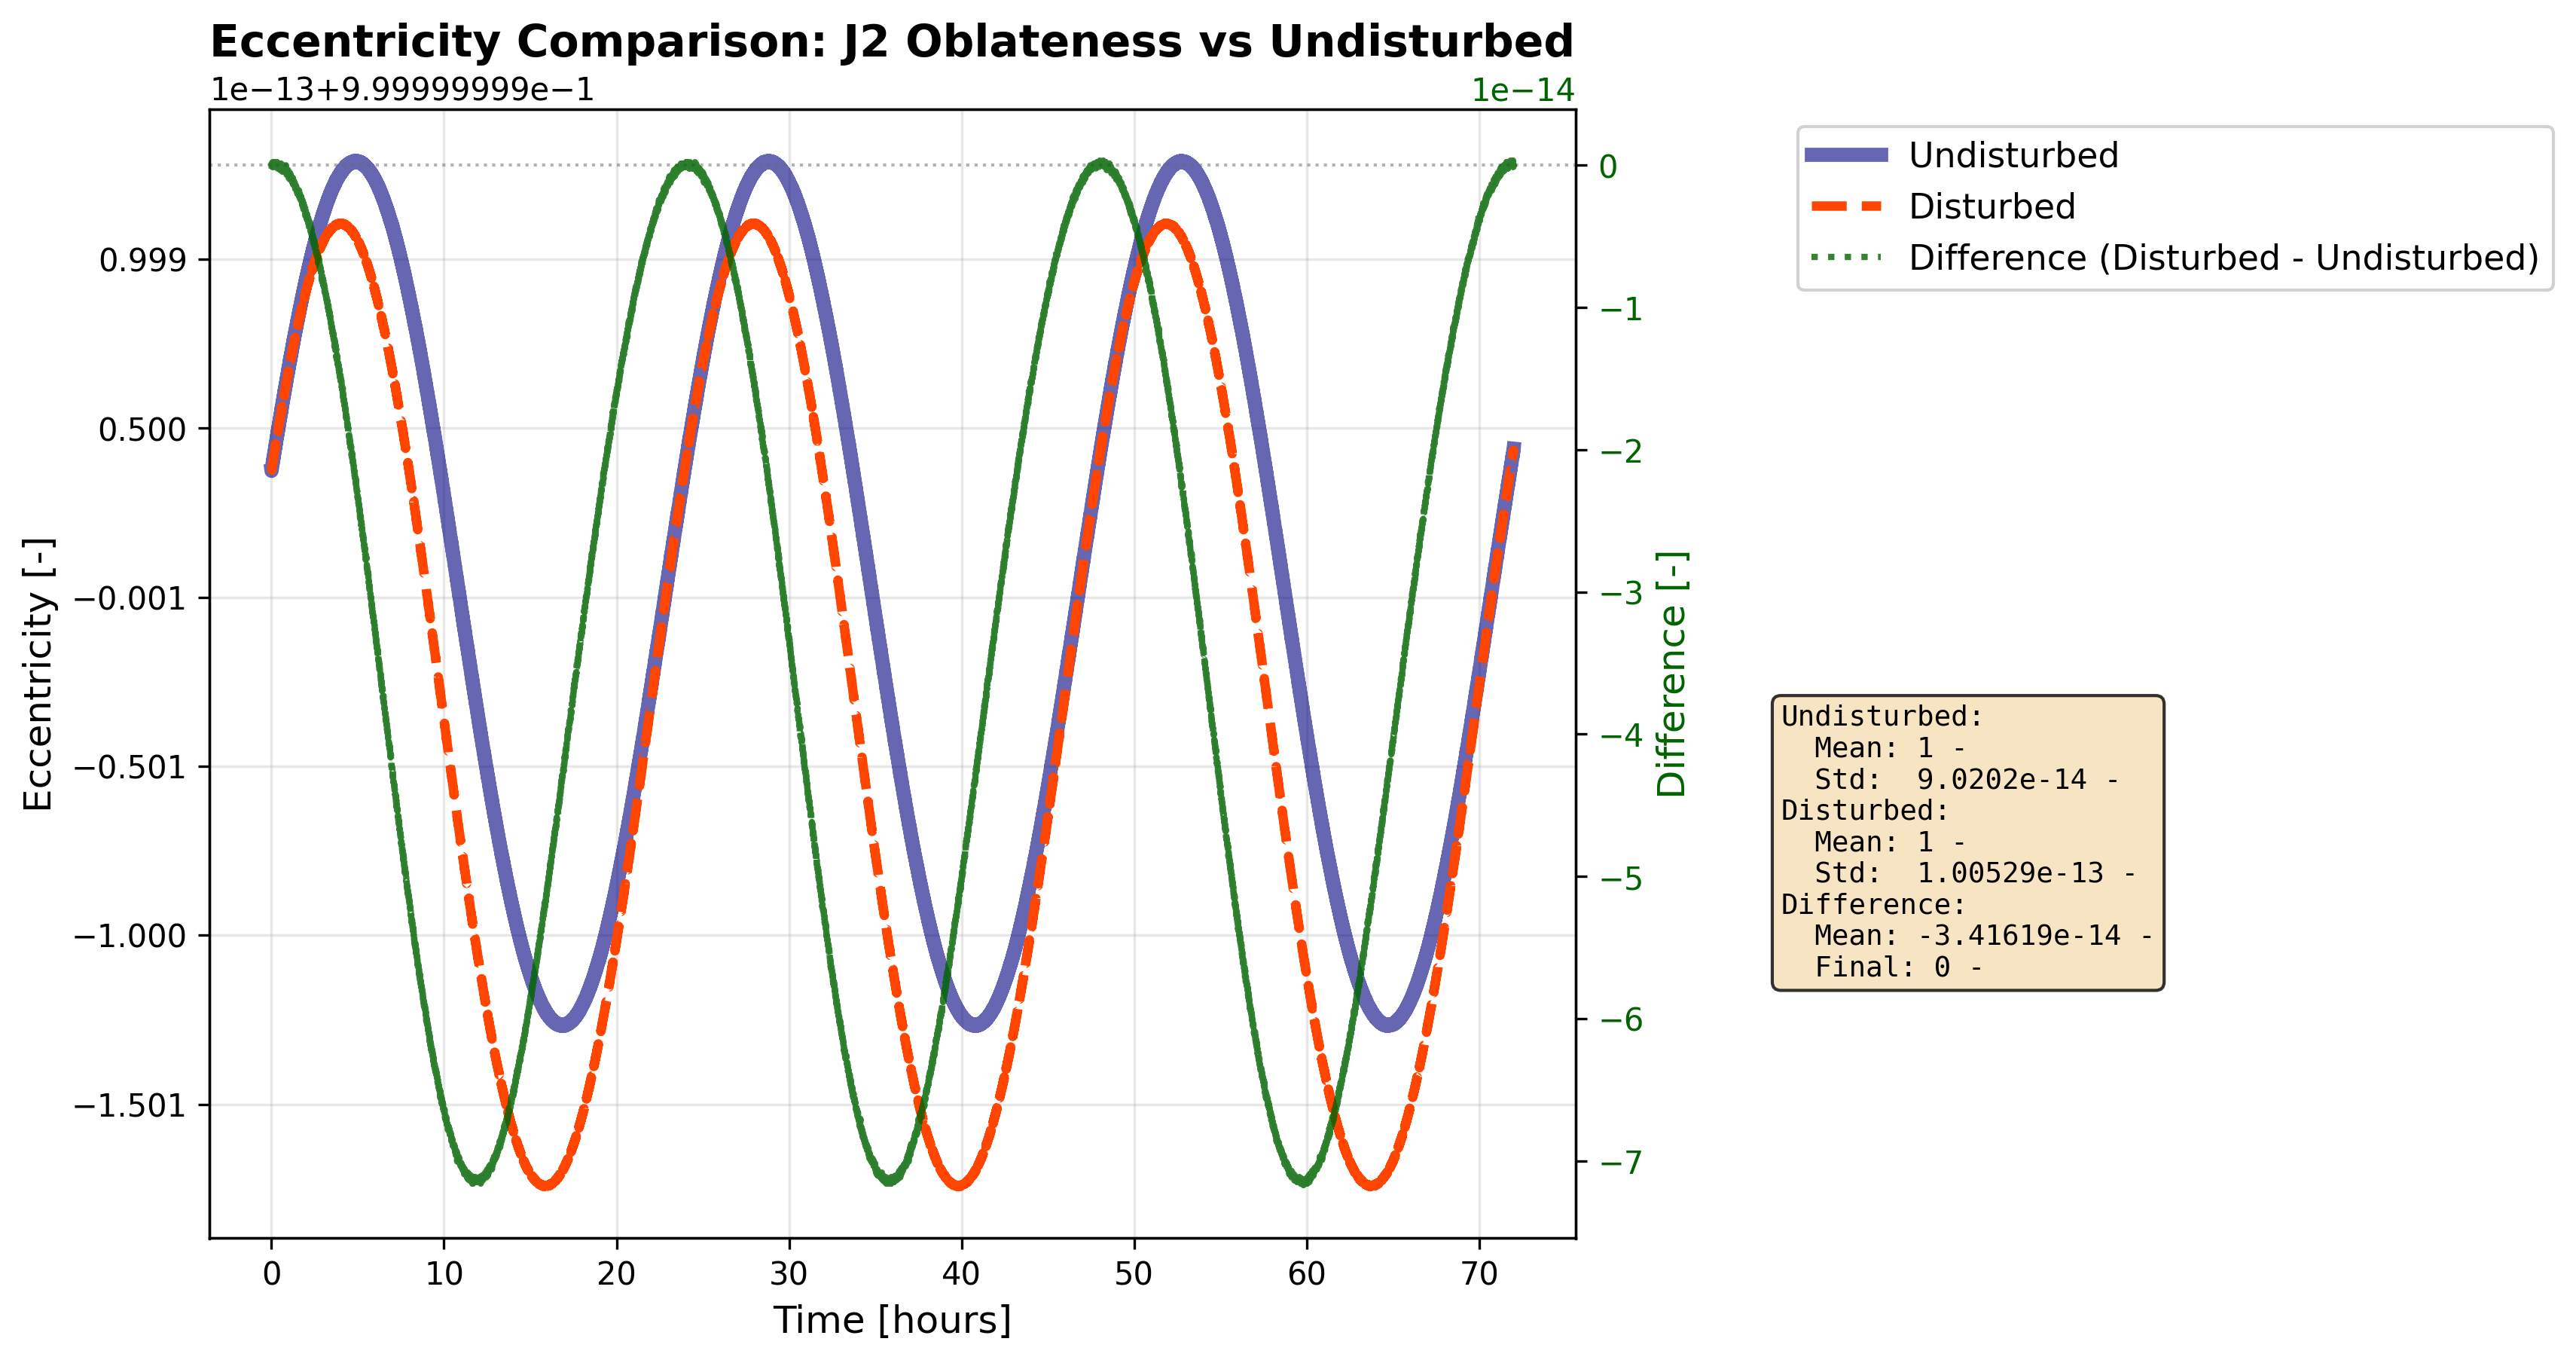 Eccentricity Comparison: J2 Oblateness vs Undisturbed
1e−13+9.99999999e−1
1e−14
0.999
0.500
−0.001
−0.501
−1.000
−1.501
Eccentricity [-]
0
10
20
30
40
50
60
70
Time [hours]
0
−1
−2
−3
−4
−5
−6
−7
Difference [-]
Undisturbed
Disturbed
Difference (Disturbed - Undisturbed)
Undisturbed:
Mean: 1 -
Std: 9.0202e-14 -
Disturbed:
Mean: 1 -
Std: 1.00529e-13 -
Difference:
Mean: -3.41619e-14 -
Final: 0 -